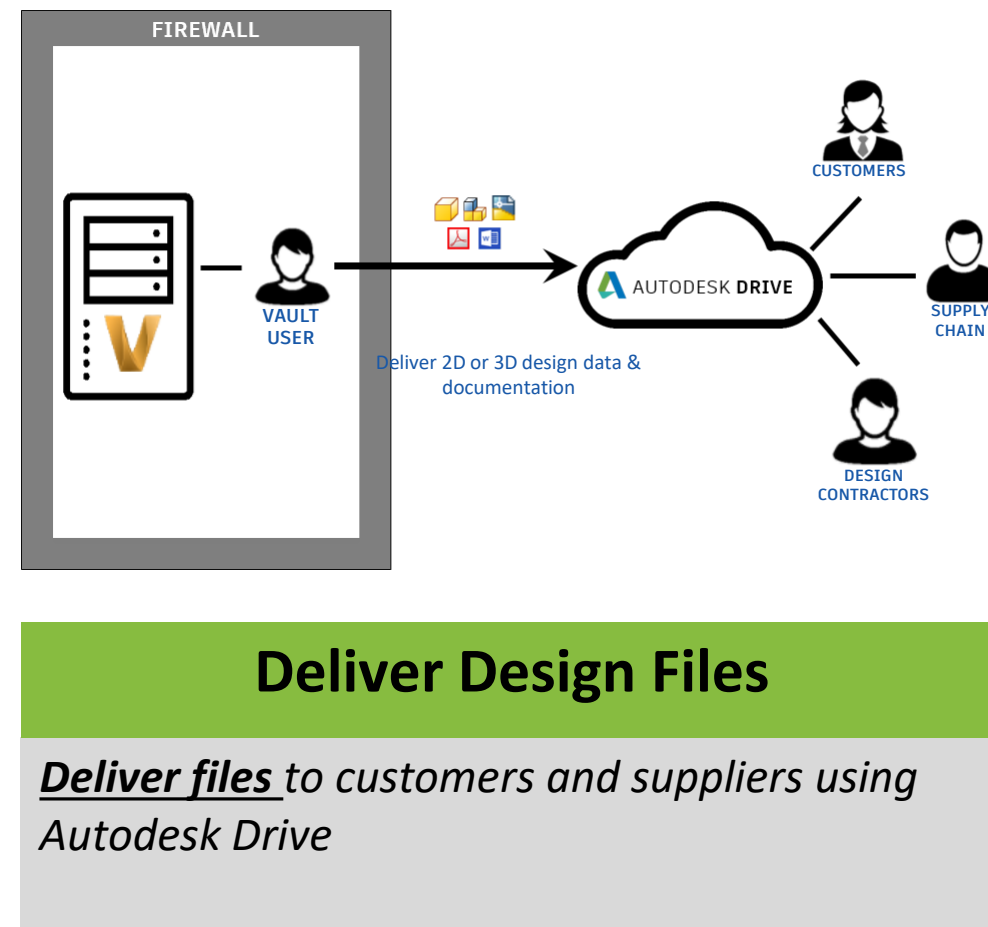 FIREWALL
CUSTOMERS
VAULT
USER
AUTODESK DRIVE
SUPPLY
CHAIN
Deliver 2D or 3D design data &
documentation
DESIGN
CONTRACTORS
Deliver Design Files
Deliver files to customers and suppliers using
Autodesk Drive